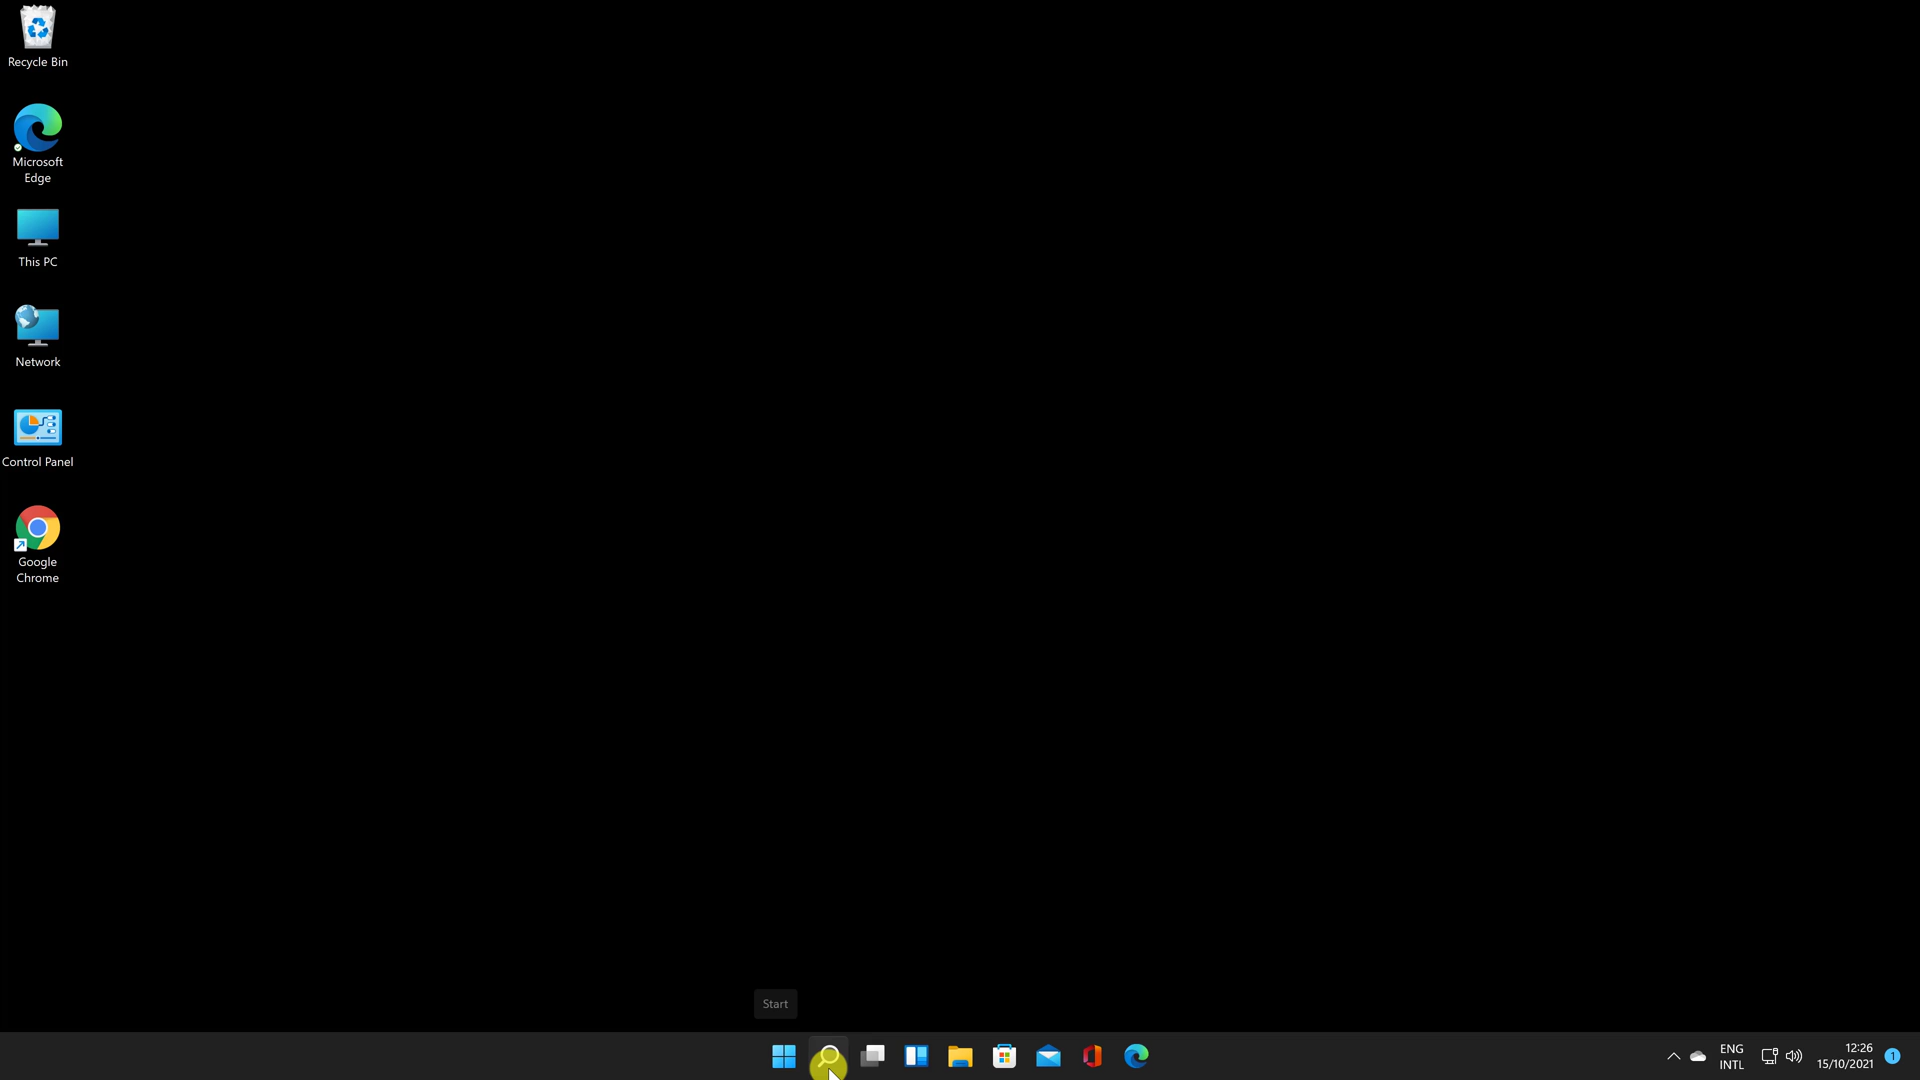 Recycle Bin
Microsoft
Edge
This PC
Network
Control Panel
Google
Chrome
Start
ENG
INTL
12:26
15/10/2021
1